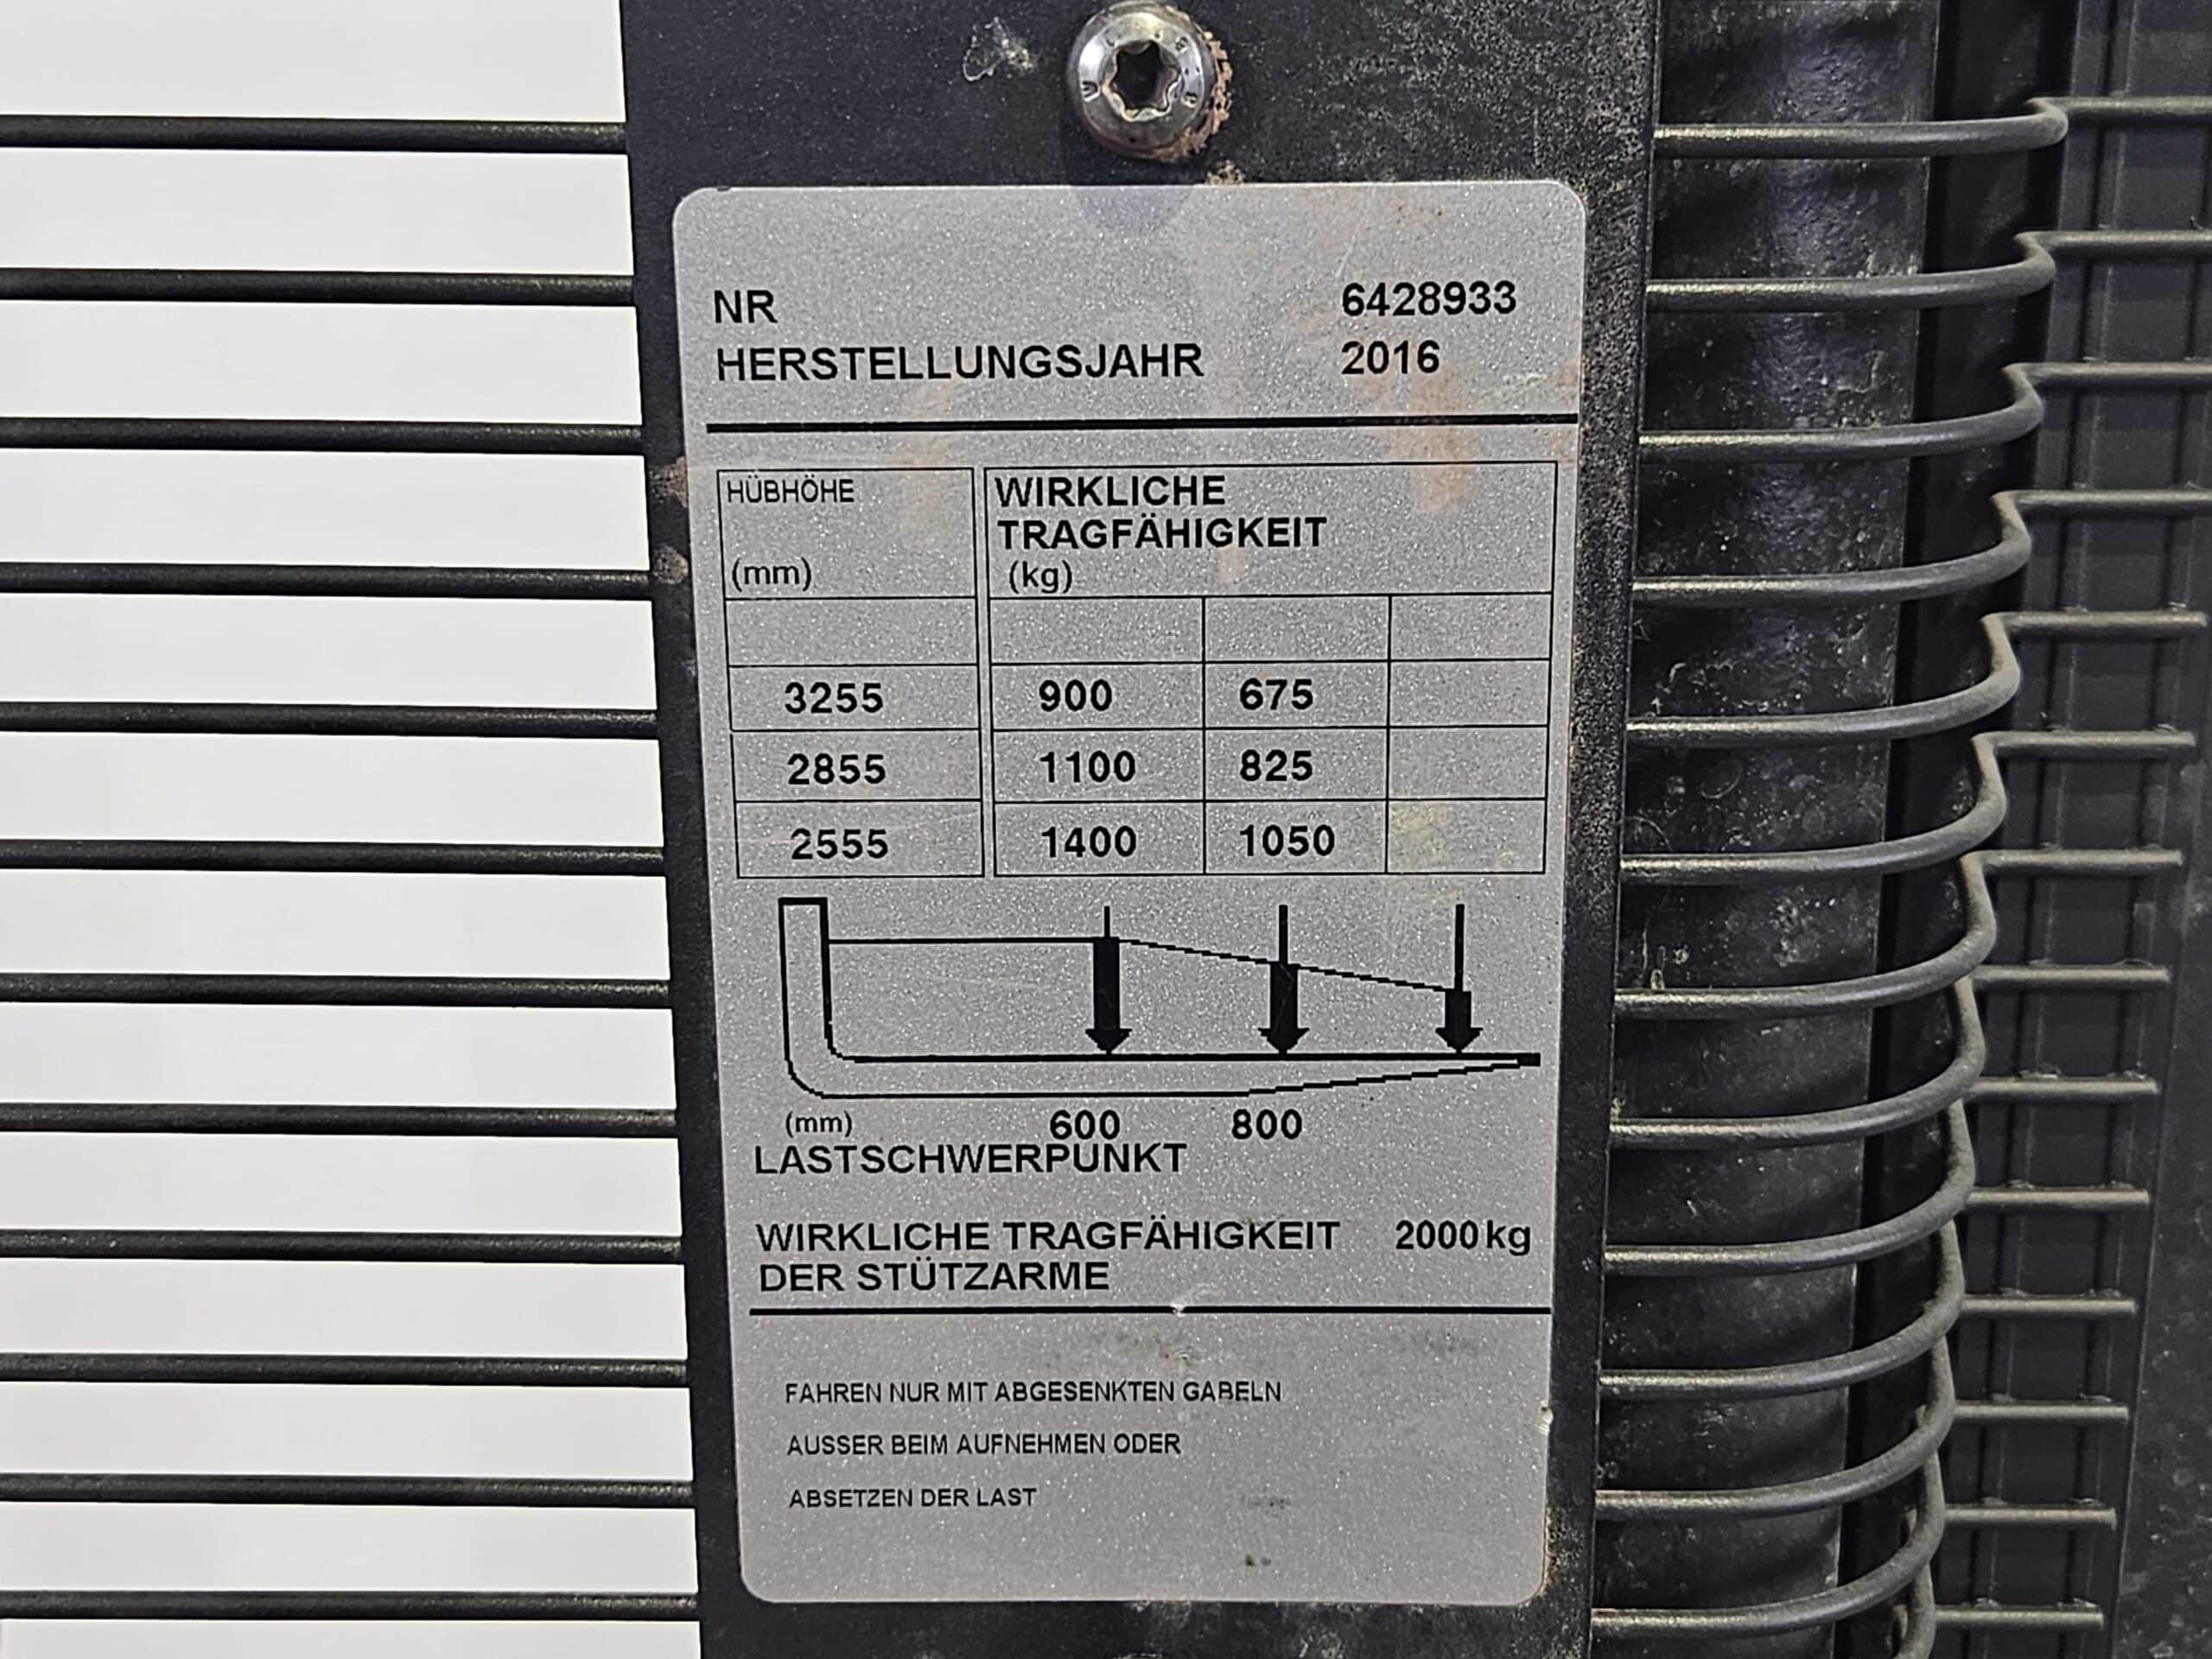 NR 6428933
HERSTELLUNGSJAHR 2016
HÜBHÖHE WIRKLICHE
TRAGFÄHIGKEIT
(mm) (kg)
3255 900 675
2855 1100 825
2555 1400 1050
(mm) 600 800
LASTSCHWERPUNKT
WIRKLICHE TRAGFÄHIGKEIT 2000 kg
DER STÜTZARME
FAHREN NUR MIT ABGESENKTEN GABELN
AUSSER BEIM AUFNEHMEN ODER
ABSETZEN DER LAST